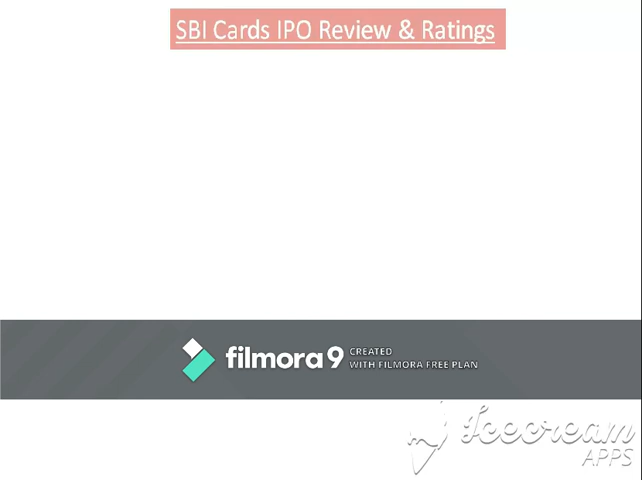 SBI Cards IPO Review & Ratings
filmora9
CREATED
WITH FILMORA FREE PLAN
Icecream
APPS